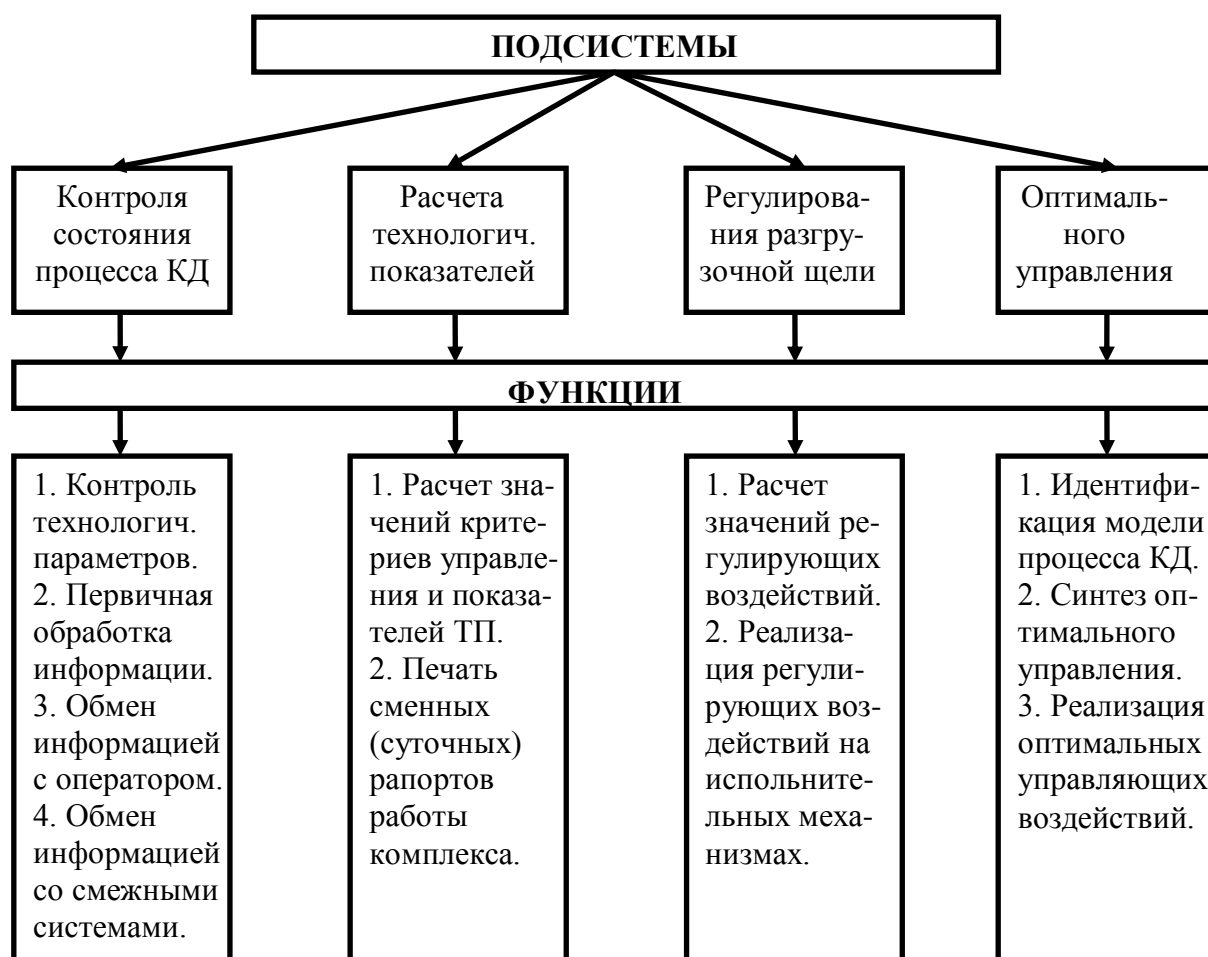 ПОДСИСТЕМЫ
Контроля
состояния
процесса КД
Расчета
технологич.
показателей
Регулирова-
ния разгру-
зочной щели
Оптималь-
ного
управления
ФУНКЦИИ
1. Контроль
технологич.
параметров.
2. Первичная
обработка
информации.
3. Обмен
информацией
с оператором.
4. Обмен
информацией
со смежными
системами.
1. Расчет зна-
чений крите-
риев управле-
ния и показа-
телей ТП.
2. Печать
сменных
(суточных)
рапортов
работы
комплекса.
1. Расчет
значений ре-
гулирующих
воздействий.
2. Реализа-
ция регули-
рующих воз-
действий на
испольните-
льных меха-
низмах.
1. Идентифи-
кация модели
процесса КД.
2. Синтез оп-
тимального
управления.
3. Реализация
оптимальных
управляющих
воздействий.